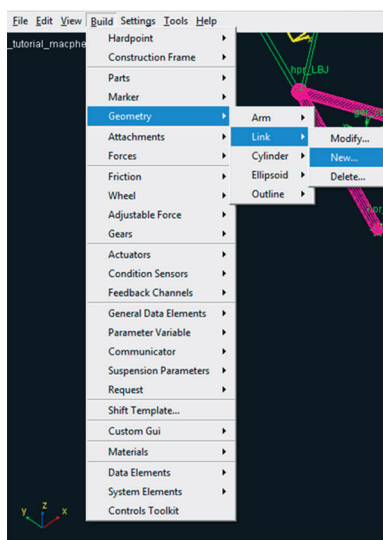 File Edit View Build Settings Tools Help
_tutorial_macphe
Hardpoint
Construction Frame
Parts
Marker
Geometry
Attachments
Forces
Friction
Wheel
Adjustable Force
Gears
Actuators
Condition Sensors
Feedback Channels
General Data Elements
Parameter Variable
Communicator
Suspension Parameters
Request
Shift Template...
Custom Gui
Materials
Data Elements
System Elements
Controls Toolkit
Arm
Link
Cylinder
Ellipsoid
Outline
Modify...
New...
Delete...
hpr_LBJ
hpr
y z x